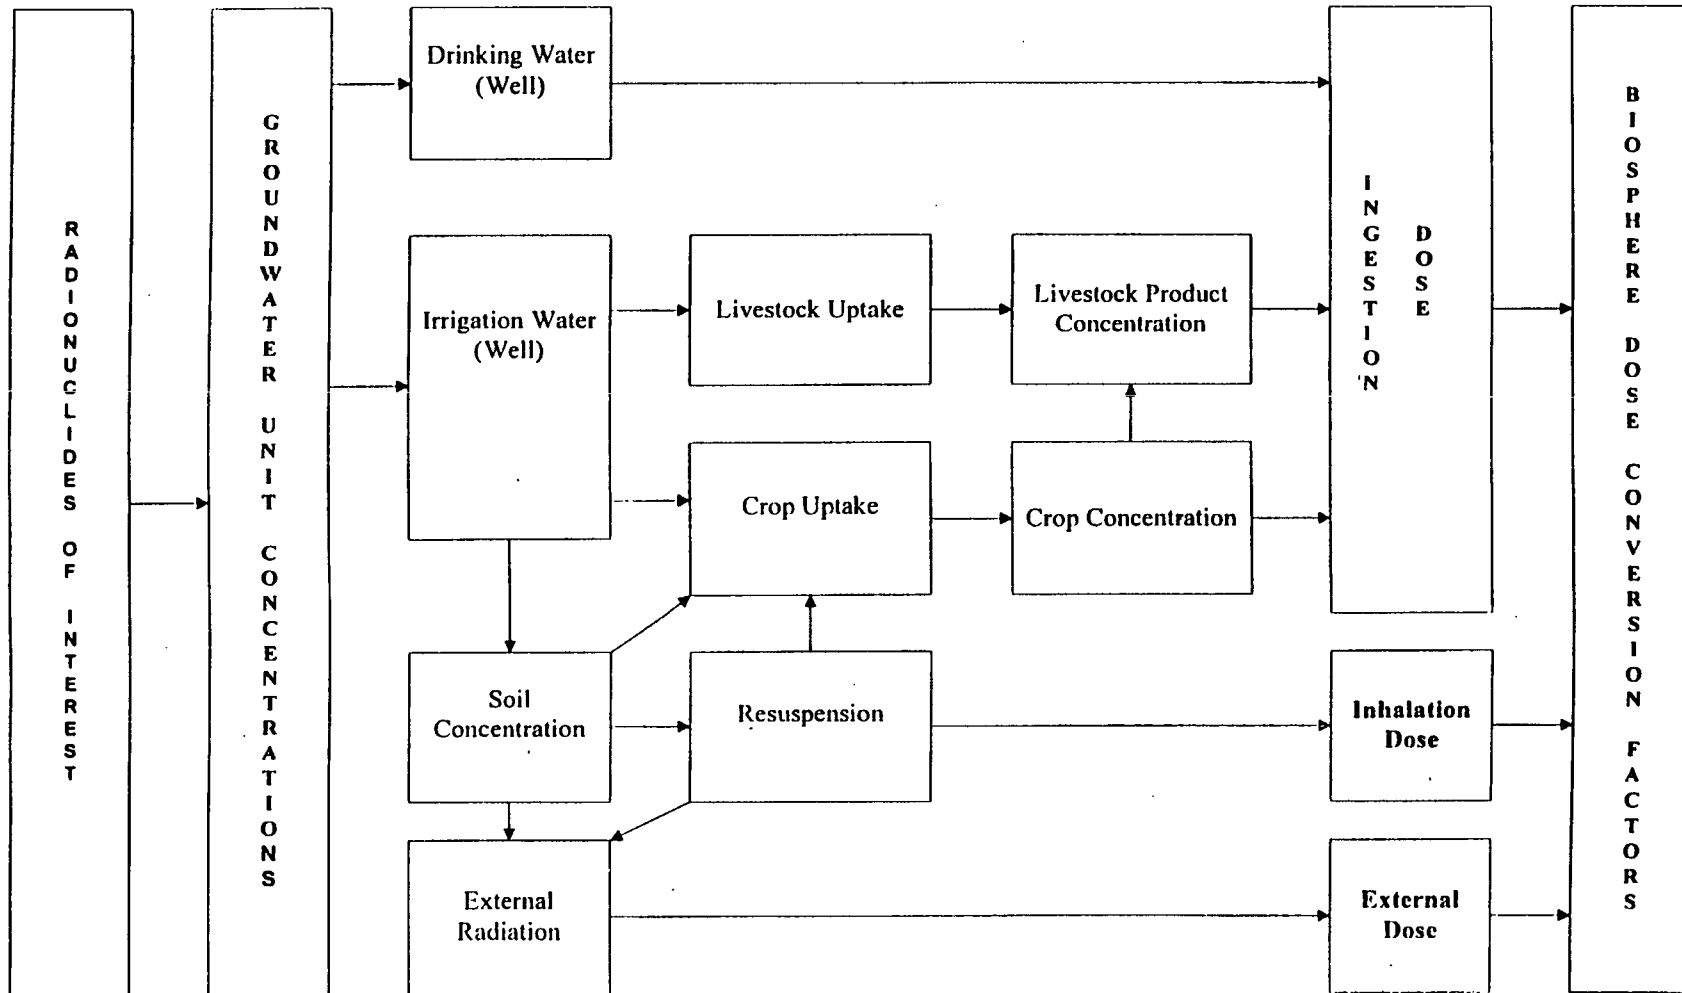 RADIONUCLIDES OF INTEREST
GROUNDWATER UNIT CONCENTRATIONS
Drinking Water
(Well)
Irrigation Water
(Well)
Livestock Uptake
Livestock Product
Concentration
Crop Uptake
Crop Concentration
Soil
Concentration
Resuspension
External
Radiation
INGESTION
DOSE
Inhalation
Dose
External
Dose
BIOSPHERE DOSE CONVERSION FACTORS